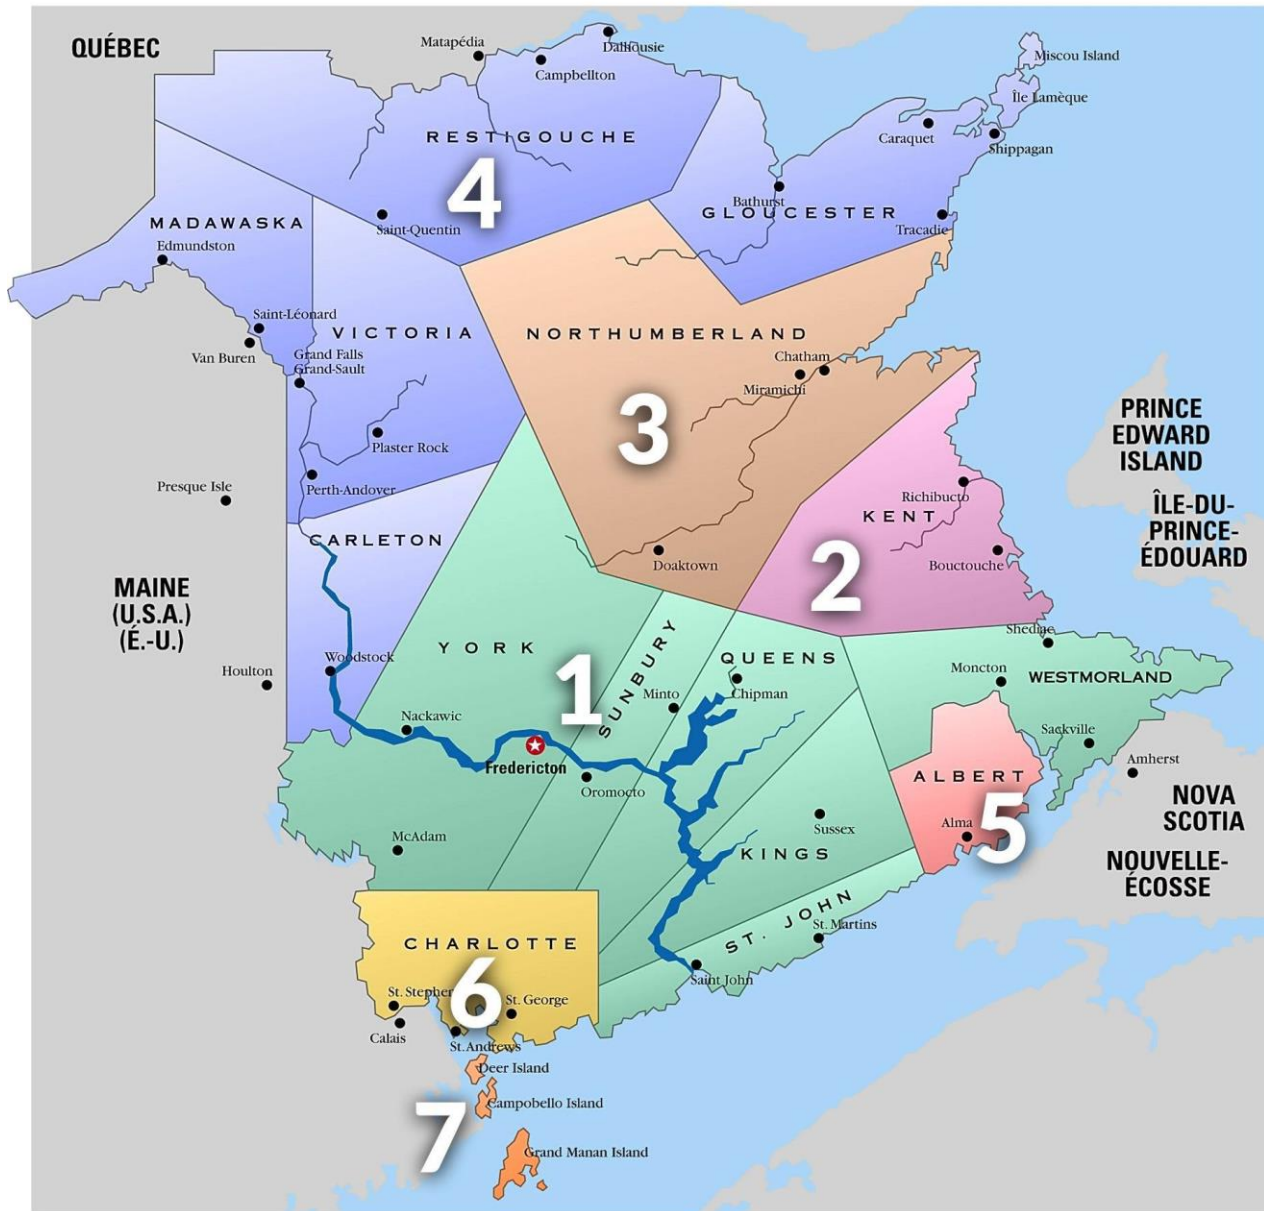 QUÉBEC
Matapédia
Dalhousie
Campbellton
Miscou Island
Île Lamèque
Caraquet
Shippagan
RESTIGOUCHE
4
Bathurst
GLOUCESTER
Tracadie
MADAWASKA
Saint-Quentin
Edmundston
Saint-Léonard
Van Buren
VICTORIA
Grand Falls
Grand-Sault
NORTHUMBERLAND
Chatham
Miramichi
3
Plaster Rock
Perth-Andover
Presque Isle
PRINCE
EDWARD
ISLAND
ÎLE-DU-
PRINCE-
ÉDOUARD
Richibucto
KENT
CARLETON
Doaktown
2
Bouctouche
MAINE
(U.S.A.)
(É.-U.)
Houlton
Woodstock
YORK
1
SUNBURY
QUEENS
Minto
Chipman
Shediac
Moncton
WESTMORLAND
Nackawic
Fredericton
Oromocto
Sackville
Amherst
ALBERT
5
Alma
NOVA
SCOTIA
NOUVELLE-
ÉCOSSE
McAdam
Sussex
KINGS
ST. JOHN
St. Martins
Saint John
CHARLOTTE
6
St. Stephen
St. George
Calais
St. Andrews
Deer Island
7
Campobello Island
Grand Manan Island